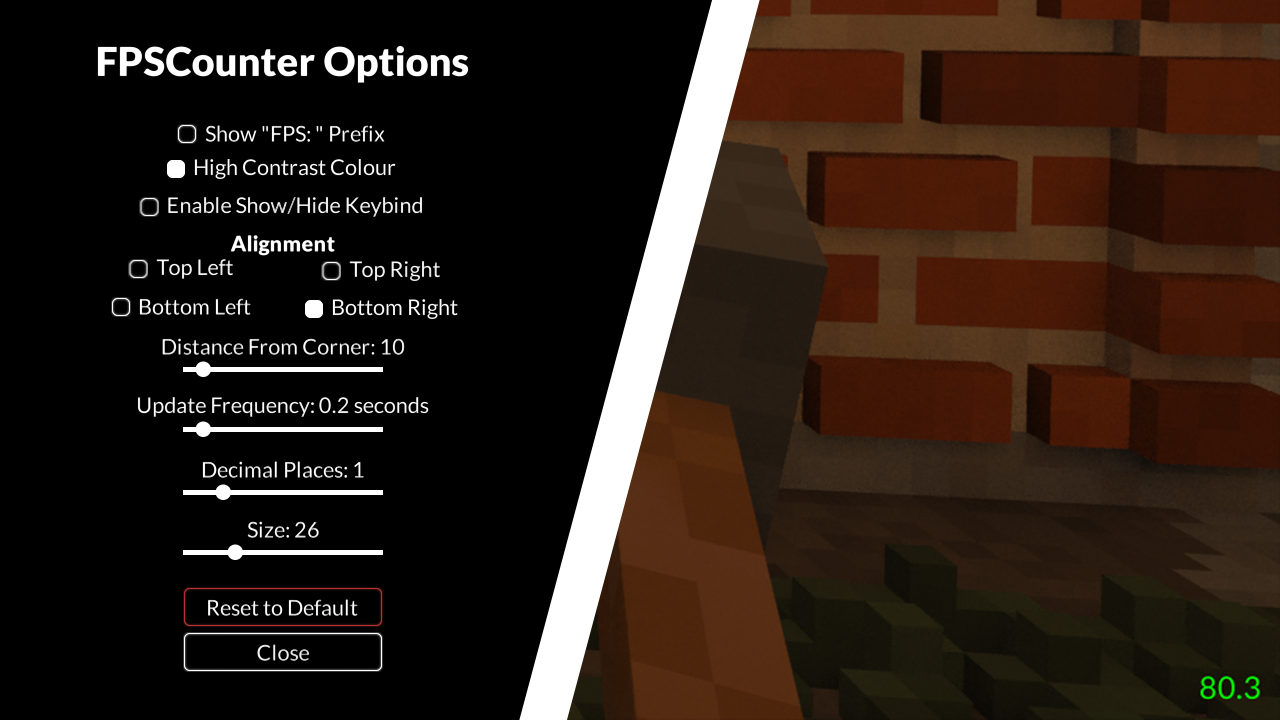 FPSCounter Options
Show "FPS: " Prefix
High Contrast Colour
Enable Show/Hide Keybind
Alignment
Top Left Top Right
Bottom Left Bottom Right
Distance From Corner: 10
Update Frequency: 0.2 seconds
Decimal Places: 1
Size: 26
Reset to Default
Close
80.3